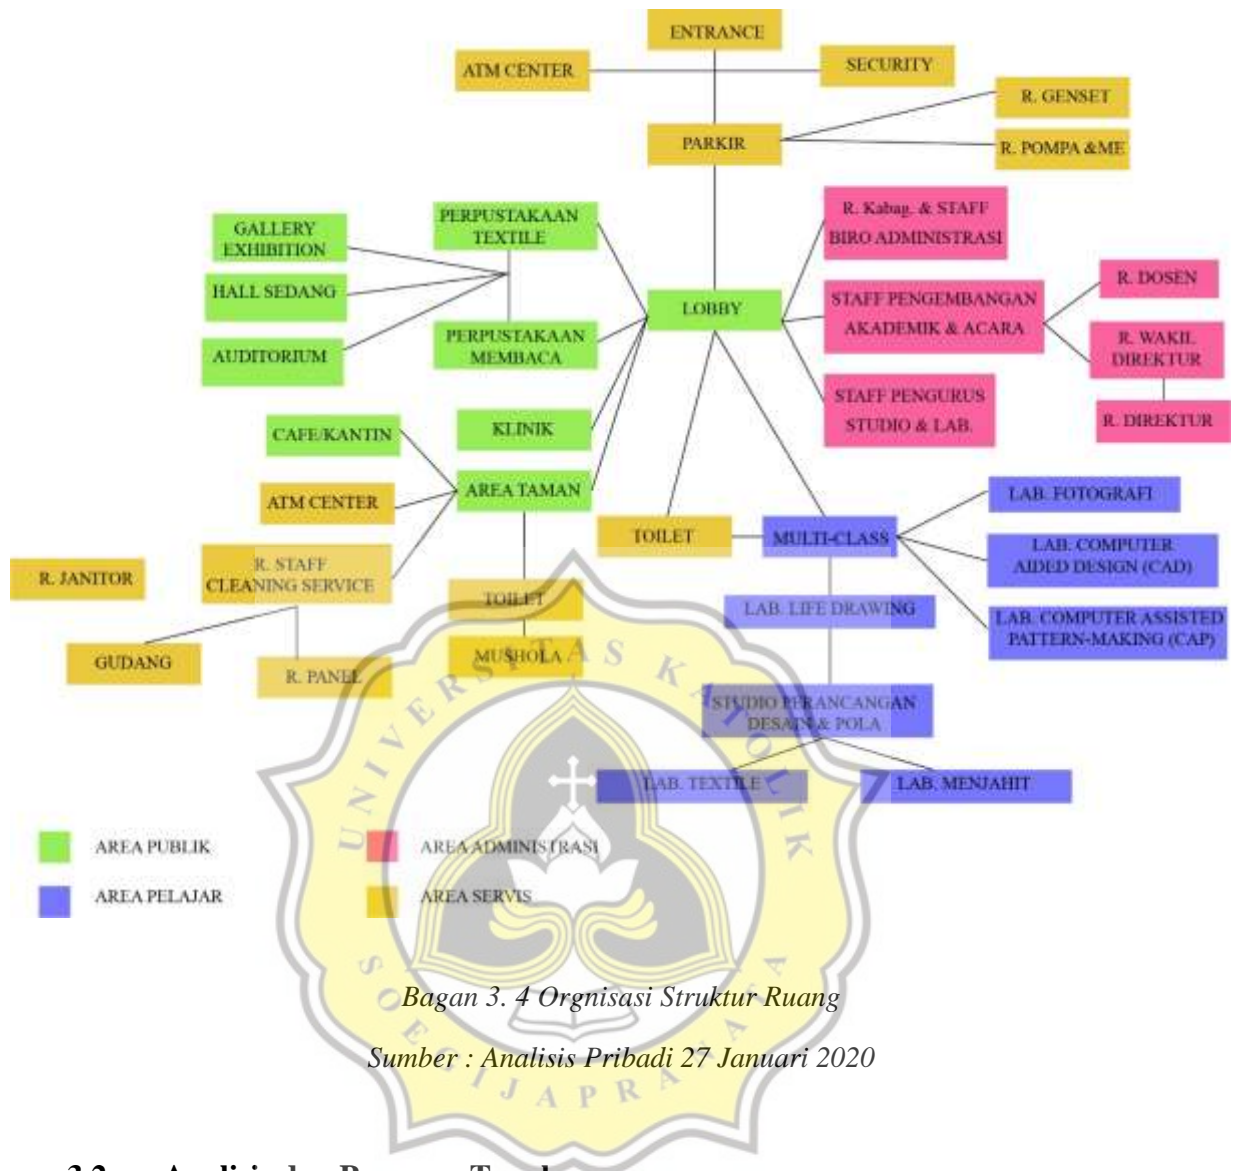 ENTRANCE
ATM CENTER
SECURITY
R. GENSET
PARKIR
R. POMPA &ME
PERPUSTAKAAN
TEXTILE
GALLERY
EXHIBITION
HALL SEDANG
AUDITORIUM
PERPUSTAKAAN
MEMBACA
LOBBY
R. Kabag. & STAFF
BIRO ADMINISTRASI
STAFF PENGEMBANGAN
AKADEMIK & ACARA
STAFF PENGURUS
STUDIO & LAB.
R. DOSEN
R. WAKIL
DIREKTUR
R. DIREKTUR
CAFE/KANTIN
KLINIK
AREA TAMAN
ATM CENTER
R. STAFF
CLEANING SERVICE
R. JANITOR
GUDANG
R. PANEL
TOILET
MUSHOLA
TOILET
MULTI-CLASS
LAB. FOTOGRAFI
LAB. COMPUTER
AIDED DESIGN (CAD)
LAB. COMPUTER ASSISTED
PATTERN-MAKING (CAP)
LAB. LIFE DRAWING
STUDIO PERANCANGAN
DESAIN & POLA
LAB. TEXTILE
LAB. MENJAHIT
AREA PUBLIK
AREA ADMINISTRASI
AREA PELAJAR
AREA SERVIS
UNIVERSITAS KATOLIK
SOEGIJAPRANATA
Bagan 3. 4 Orgnisasi Struktur Ruang
Sumber : Analisis Pribadi 27 Januari 2020